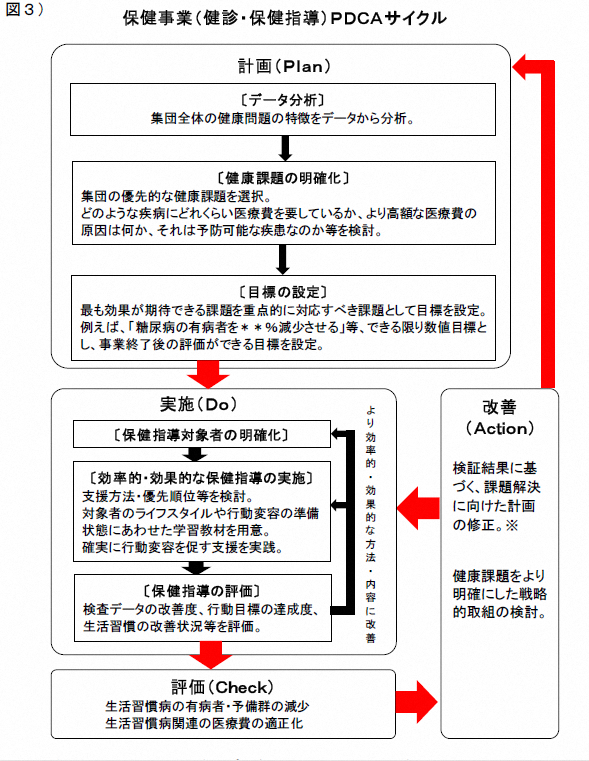 図３）
保健事業（健診・保健指導）ＰＤＣＡサイクル
計画（Ｐｌａｎ）
〔データ分析〕
集団全体の健康問題の特徴をデータから分析。
〔健康課題の明確化〕
集団の優先的な健康課題を選択。
どのような疾病にどれくらい医療費を要しているか、より高額な医療費の
原因は何か、それは予防可能な疾患なのか等を検討。
〔目標の設定〕
最も効果が期待できる課題を重点的に対応すべき課題として目標を設定。
例えば、「糖尿病の有病者を＊＊％減少させる」等、できる限り数値目標と
し、事業終了後の評価ができる目標を設定。
実施（Ｄｏ）
〔保健指導対象者の明確化〕
〔効率的・効果的な保健指導の実施〕
支援方法・優先順位等を検討。
対象者のライフスタイルや行動変容の準備
状態にあわせた学習教材を用意。
確実に行動変容を促す支援を実践。
〔保健指導の評価〕
検査データの改善度、行動目標の達成度、
生活習慣の改善状況等を評価。
より効率的・効果的な方法・内容に改善
評価（Ｃｈｅｃｋ）
生活習慣病の有病者・予備群の減少
生活習慣病関連の医療費の適正化
改善
（Ａｃｔｉｏｎ）
検証結果に基
づく、課題解決
に向けた計画
の修正。※
健康課題をより
明確にした戦略
的取組の検討。